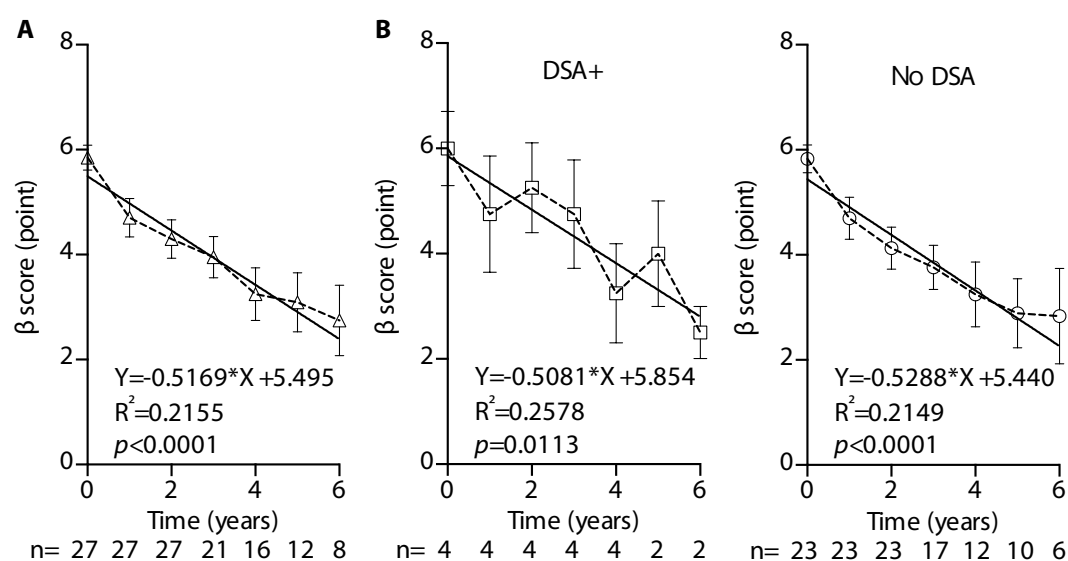 A
8
6
4
2
0
β score (point)
Y=-0.5169*X +5.495
R²=0.2155
p<0.0001
0 2 4 6
Time (years)
n= 27 27 27 21 16 12 8
B
DSA+
8
6
4
2
0
β score (point)
Y=-0.5081*X +5.854
R²=0.2578
p=0.0113
0 2 4 6
Time (years)
n= 4 4 4 4 4 2 2
No DSA
8
6
4
2
0
β score (point)
Y=-0.5288*X +5.440
R²=0.2149
p<0.0001
0 2 4 6
Time (years)
n= 23 23 23 17 12 10 6